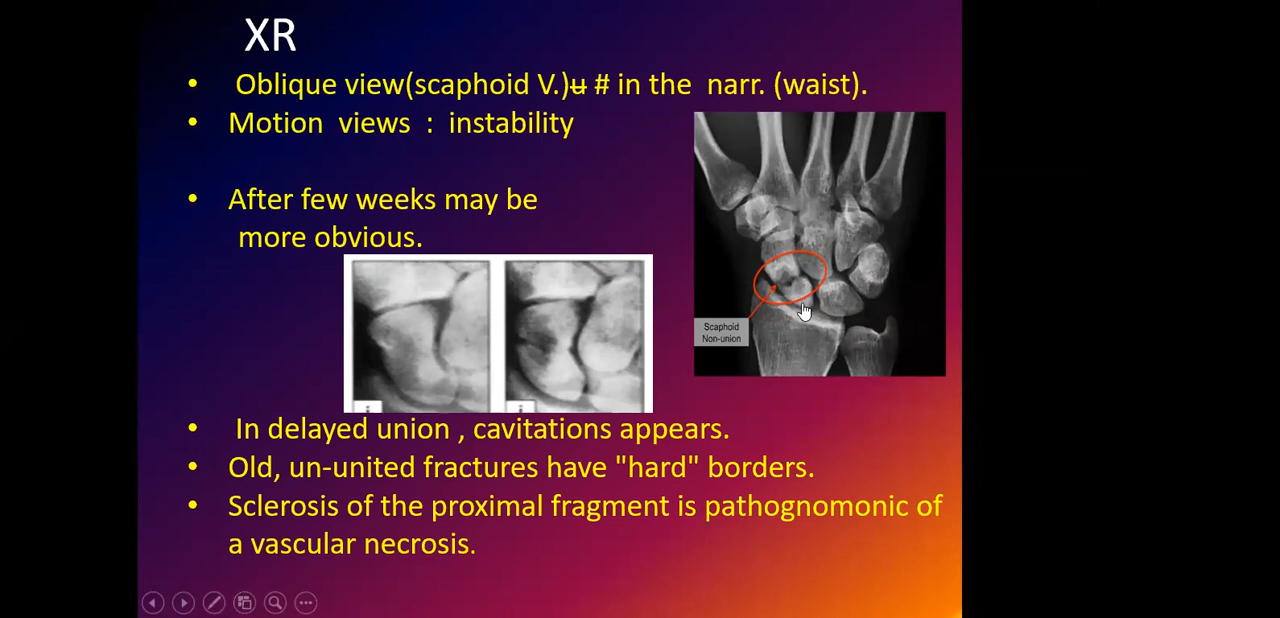 XR
• Oblique view(scaphoid V.)u # in the narr. (waist).
• Motion views : instability
• After few weeks may be
more obvious.
Scaphoid
Non-union
• In delayed union , cavitations appears.
• Old, un-united fractures have "hard" borders.
• Sclerosis of the proximal fragment is pathognomonic of
a vascular necrosis.